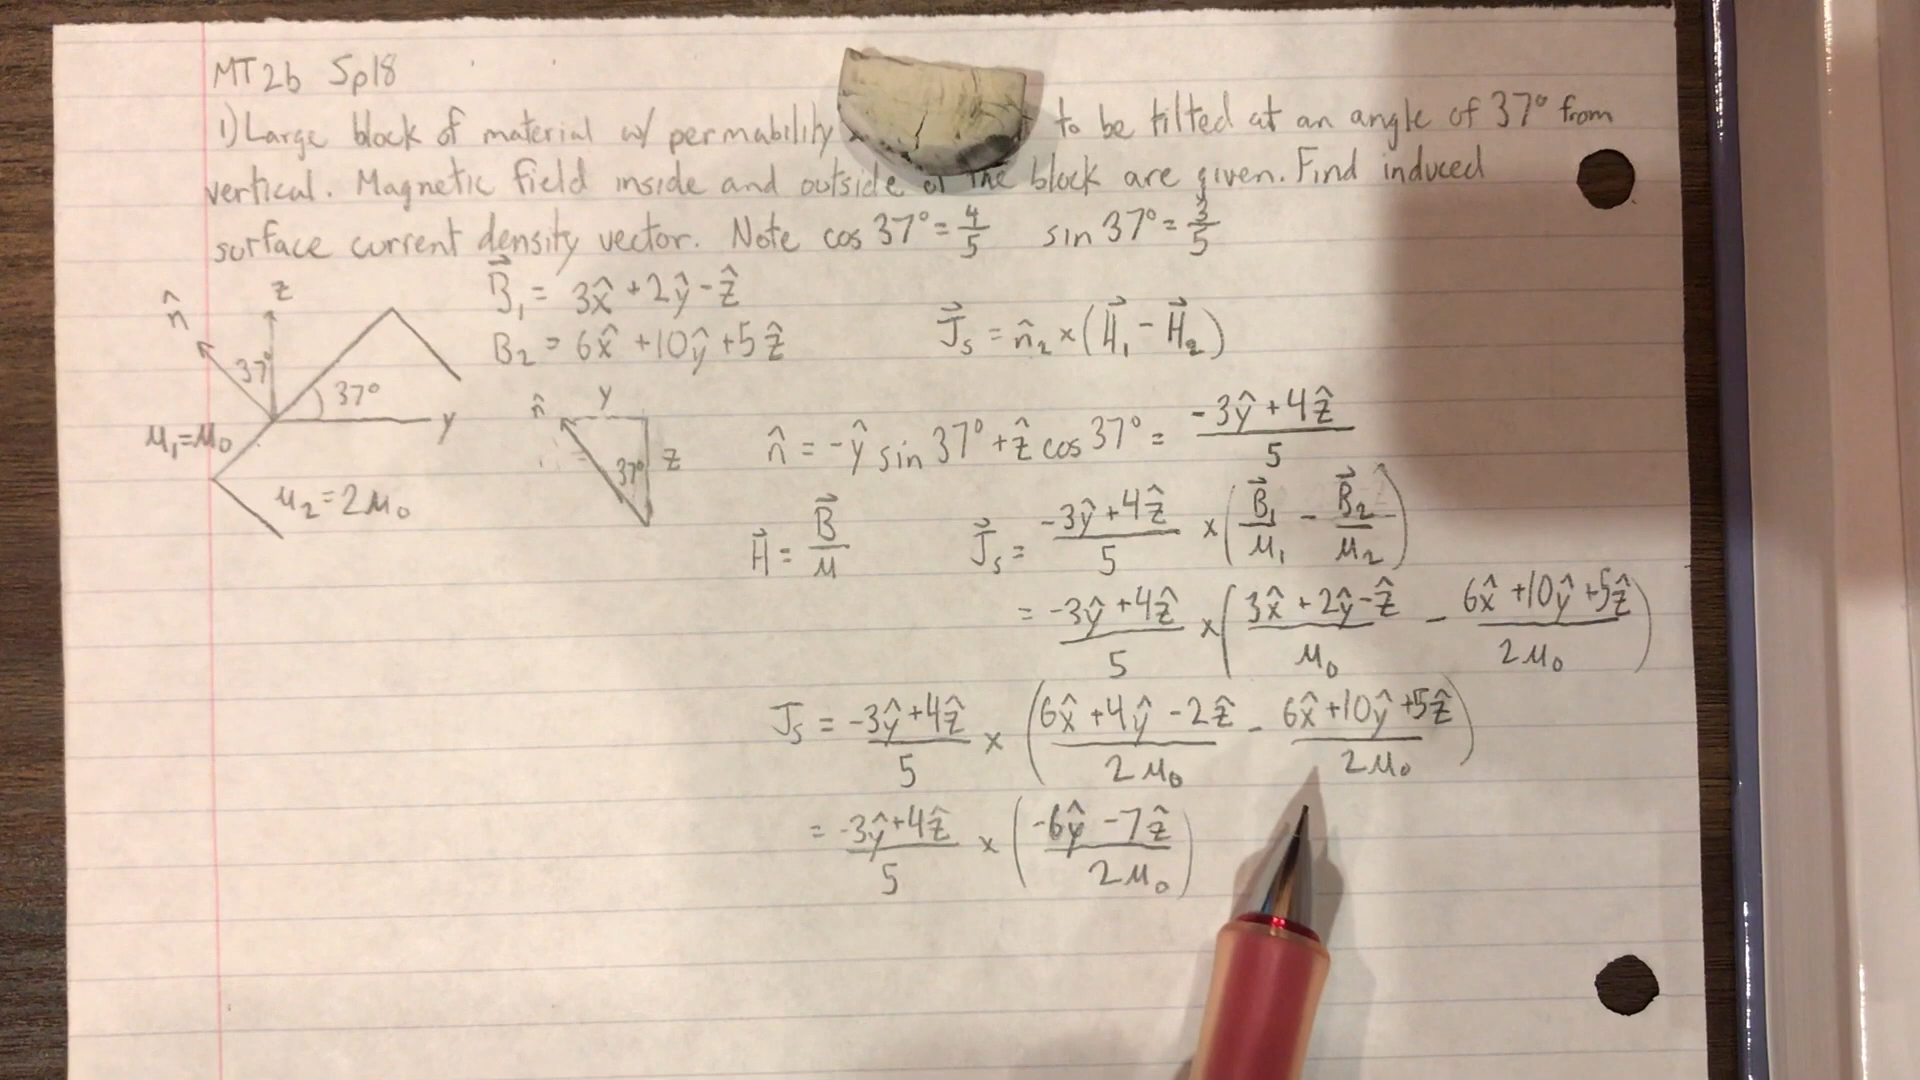 MT2b Sp18
1) Large block of material w/ permability to be tilted at an angle of 37° from
vertical. Magnetic field inside and outside of the block are given. Find induced
surface current density vector. Note cos 37° = 4/5 sin 37° = 3/5
B⃗₁ = 3x̂ + 2ŷ - ẑ
B₂ = 6x̂ + 10ŷ + 5ẑ
J⃗s = n̂₂ × (H⃗₁ - H⃗₂)
n̂
z
37°
37°
y
μ₁ = μ₀
μ₂ = 2μ₀
n̂
y
37°
z
n̂ = -ŷ sin 37° + ẑ cos 37° = (-3ŷ + 4ẑ)/5
H⃗ = B⃗/μ
J⃗s = (-3ŷ + 4ẑ)/5 × (B⃗₁/μ₁ - B⃗₂/μ₂)
= (-3ŷ + 4ẑ)/5 × ((3x̂ + 2ŷ - ẑ)/μ₀ - (6x̂ + 10ŷ + 5ẑ)/2μ₀)
Js = (-3ŷ + 4ẑ)/5 × ((6x̂ + 4ŷ - 2ẑ)/2μ₀ - (6x̂ + 10ŷ + 5ẑ)/2μ₀)
= (-3ŷ + 4ẑ)/5 × ((-6ŷ - 7ẑ)/2μ₀)